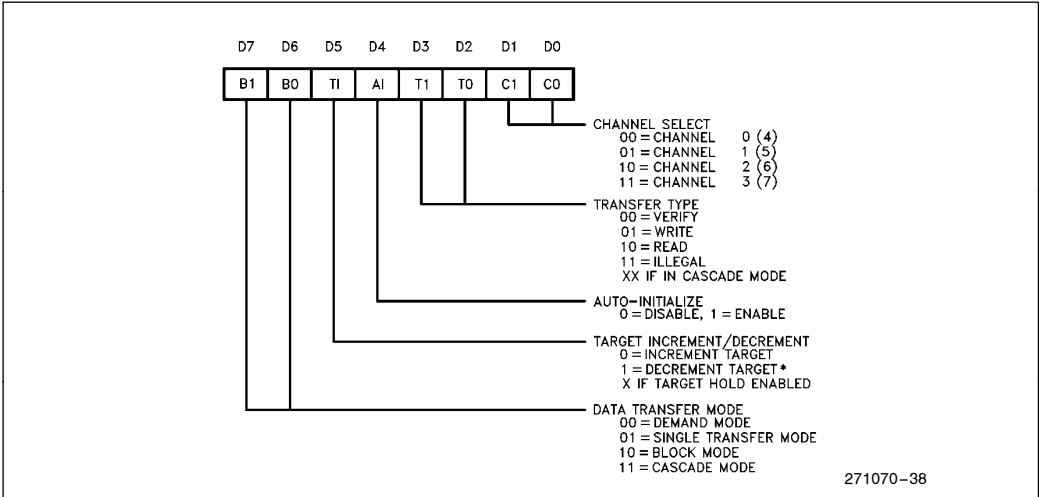 D7 D6 D5 D4 D3 D2 D1 D0
B1 B0 TI AI T1 T0 C1 C0
CHANNEL SELECT
00 = CHANNEL 0 (4)
01 = CHANNEL 1 (5)
10 = CHANNEL 2 (6)
11 = CHANNEL 3 (7)
TRANSFER TYPE
00 = VERIFY
01 = WRITE
10 = READ
11 = ILLEGAL
XX IF IN CASCADE MODE
AUTO-INITIALIZE
0 = DISABLE, 1 = ENABLE
TARGET INCREMENT/DECREMENT
0 = INCREMENT TARGET
1 = DECREMENT TARGET*
X IF TARGET HOLD ENABLED
DATA TRANSFER MODE
00 = DEMAND MODE
01 = SINGLE TRANSFER MODE
10 = BLOCK MODE
11 = CASCADE MODE
271070-38